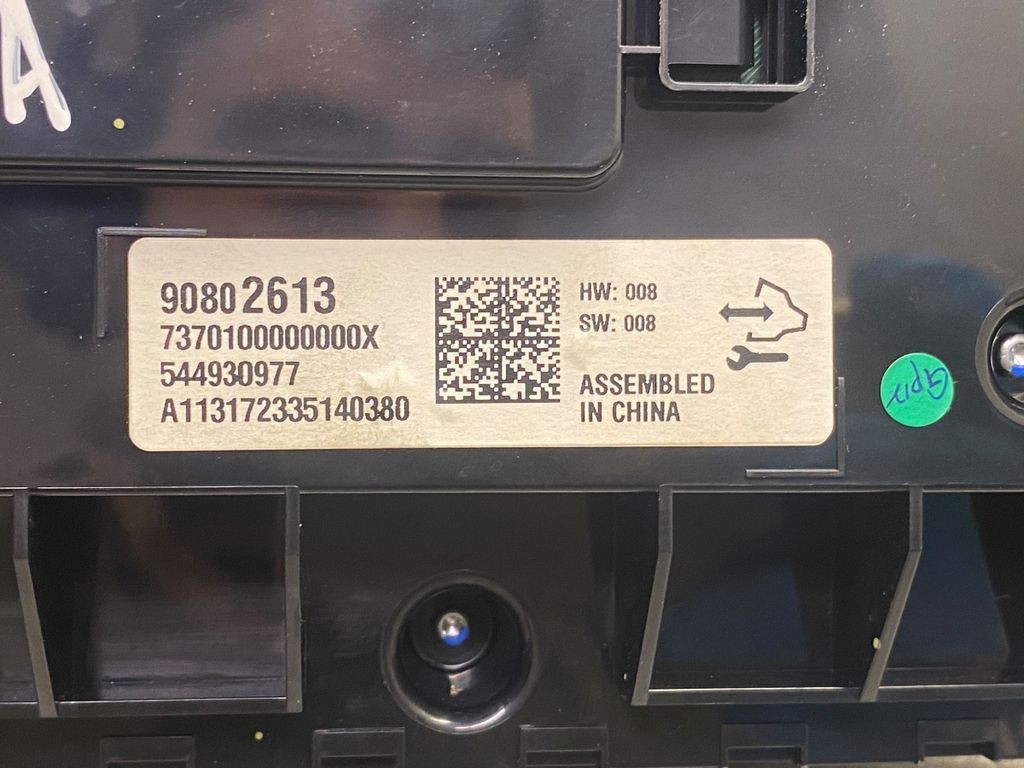 A
90802613
7370100000000X
544930977
A113172335140380
HW: 008
SW: 008
ASSEMBLED
IN CHINA